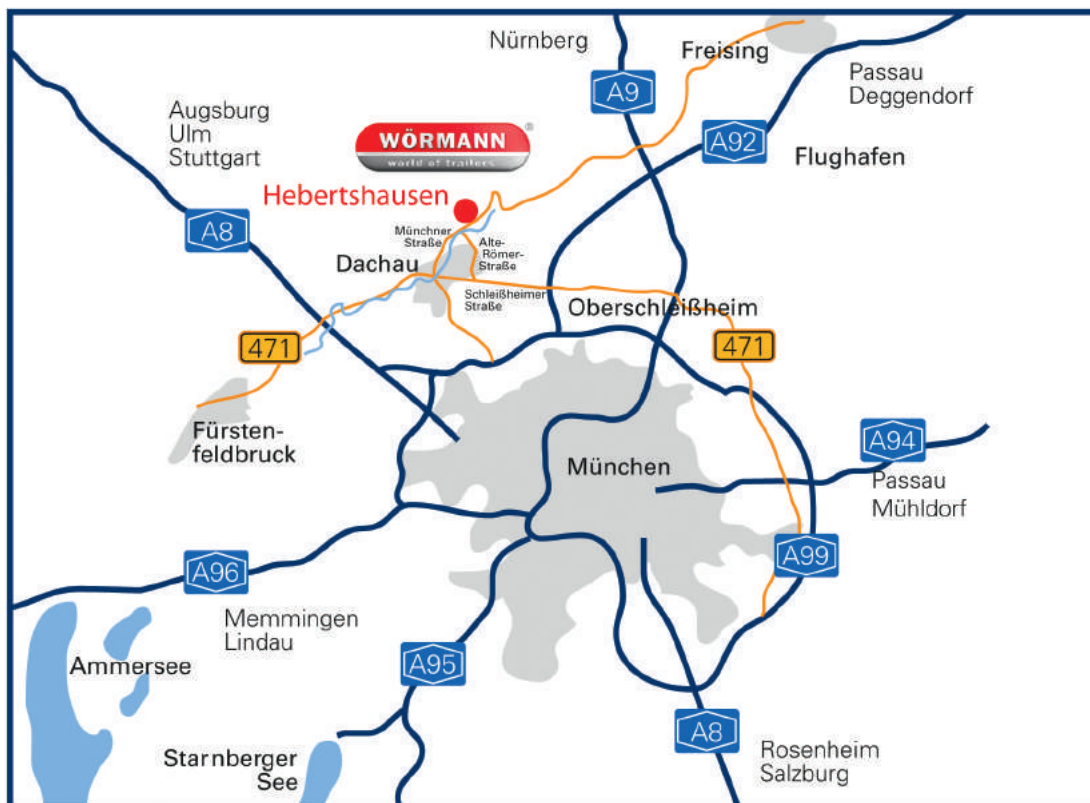 Nürnberg
Freising
A9
Passau
Deggendorf
Augsburg
Ulm
Stuttgart
WÖRMANN
®
world of trailers
A92
Flughafen
Hebertshausen
A8
Münchner
Straße
Alte-
Römer-
Straße
Dachau
Schleißheimer
Straße
Oberschleißheim
471
471
Fürsten-
feldbruck
München
A94
Passau
Mühldorf
A96
A99
Memmingen
Lindau
Ammersee
A95
Starnberger
See
A8
Rosenheim
Salzburg